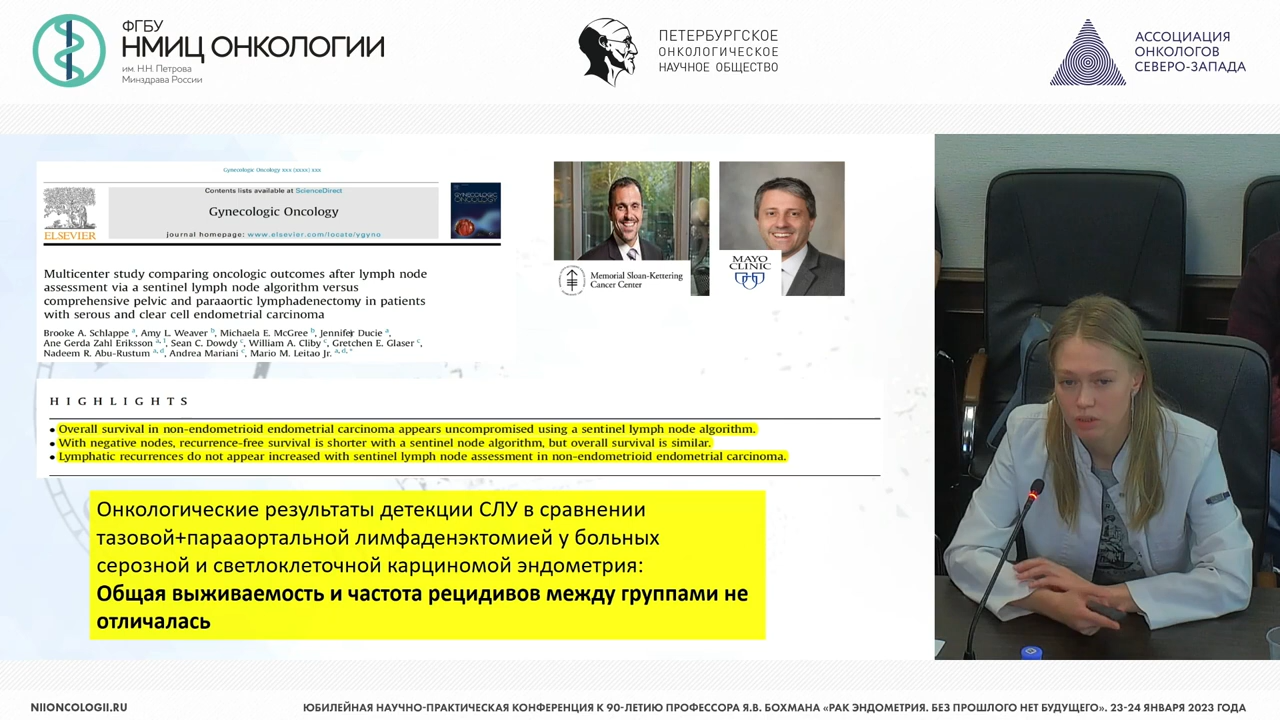 ФГБУ
НМИЦ ОНКОЛОГИИ
им. Н.Н. Петрова
Минздрава России
ПЕТЕРБУРГСКОЕ
ОНКОЛОГИЧЕСКОЕ
НАУЧНОЕ ОБЩЕСТВО
АССОЦИАЦИЯ
ОНКОЛОГОВ
СЕВЕРО-ЗАПАДА
Gynecologic Oncology xxx (xxxx) xxx
Contents lists available at ScienceDirect
Gynecologic Oncology
journal homepage: www.elsevier.com/locate/ygyno
ELSEVIER
GYNECOLOGIC
ONCOLOGY
Memorial Sloan-Kettering
Cancer Center
MAYO
CLINIC
Multicenter study comparing oncologic outcomes after lymph node
assessment via a sentinel lymph node algorithm versus
comprehensive pelvic and paraaortic lymphadenectomy in patients
with serous and clear cell endometrial carcinoma
Brooke A. Schlappe a, Amy L. Weaver b, Michaela E. McGree b, Jennifer Ducie a,
Ane Gerda Zahl Eriksson a, 1, Sean C. Dowdy c, William A. Cliby c, Gretchen E. Glaser c,
Nadeem R. Abu-Rustum a,d, Andrea Mariani c, Mario M. Leitao Jr. a,d,*
HIGHLIGHTS
• Overall survival in non-endometrioid endometrial carcinoma appears uncompromised using a sentinel lymph node algorithm.
• With negative nodes, recurrence-free survival is shorter with a sentinel node algorithm, but overall survival is similar.
• Lymphatic recurrences do not appear increased with sentinel lymph node assessment in non-endometrioid endometrial carcinoma.
Онкологические результаты детекции СЛУ в сравнении
тазовой+парааортальной лимфаденэктомией у больных
серозной и светлоклеточной карциномой эндометрия:
Общая выживаемость и частота рецидивов между группами не
отличалась
NIIONCOLOGII.RU
ЮБИЛЕЙНАЯ НАУЧНО-ПРАКТИЧЕСКАЯ КОНФЕРЕНЦИЯ К 90-ЛЕТИЮ ПРОФЕССОРА Я.В. БОХМАНА «РАК ЭНДОМЕТРИЯ. БЕЗ ПРОШЛОГО НЕТ БУДУЩЕГО». 23-24 ЯНВАРЯ 2023 ГОДА